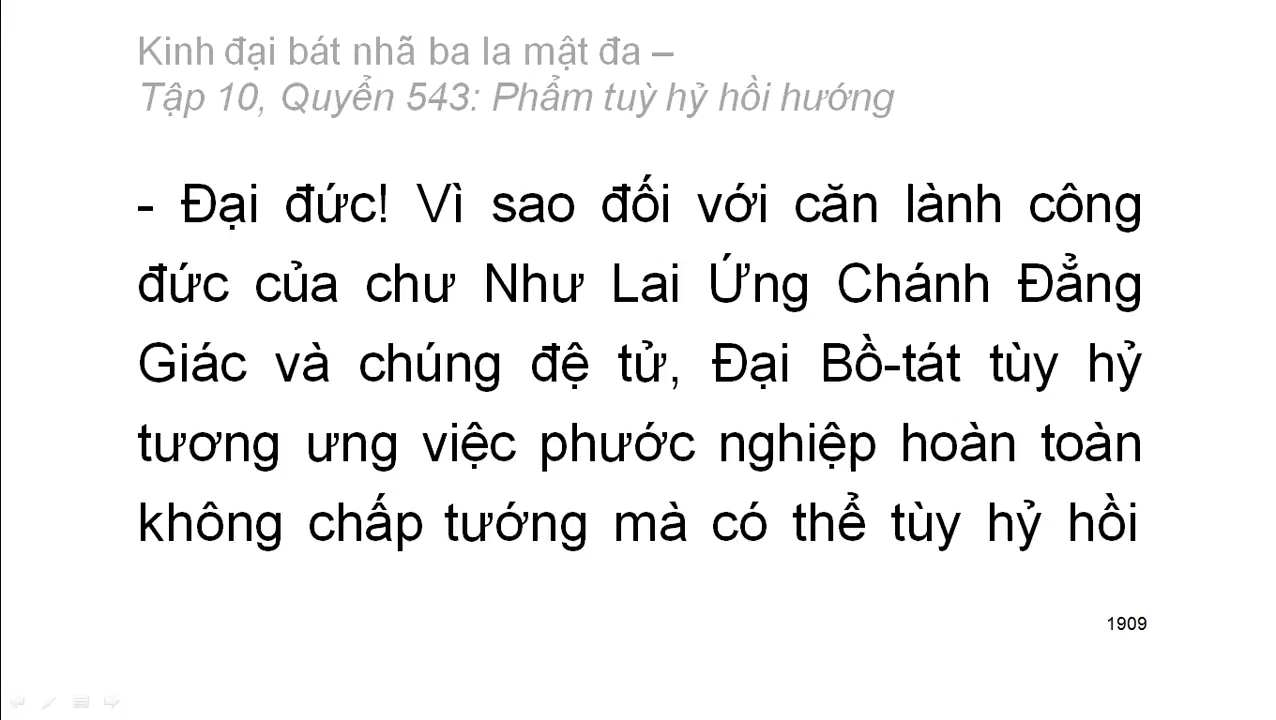 Kinh đại bát nhã ba la mật đa –
Tập 10, Quyển 543: Phẩm tuỳ hỷ hồi hướng
- Đại đức! Vì sao đối với căn lành công
đức của chư Như Lai Ứng Chánh Đẳng
Giác và chúng đệ tử, Đại Bồ-tát tùy hỷ
tương ưng việc phước nghiệp hoàn toàn
không chấp tướng mà có thể tùy hỷ hồi
1909